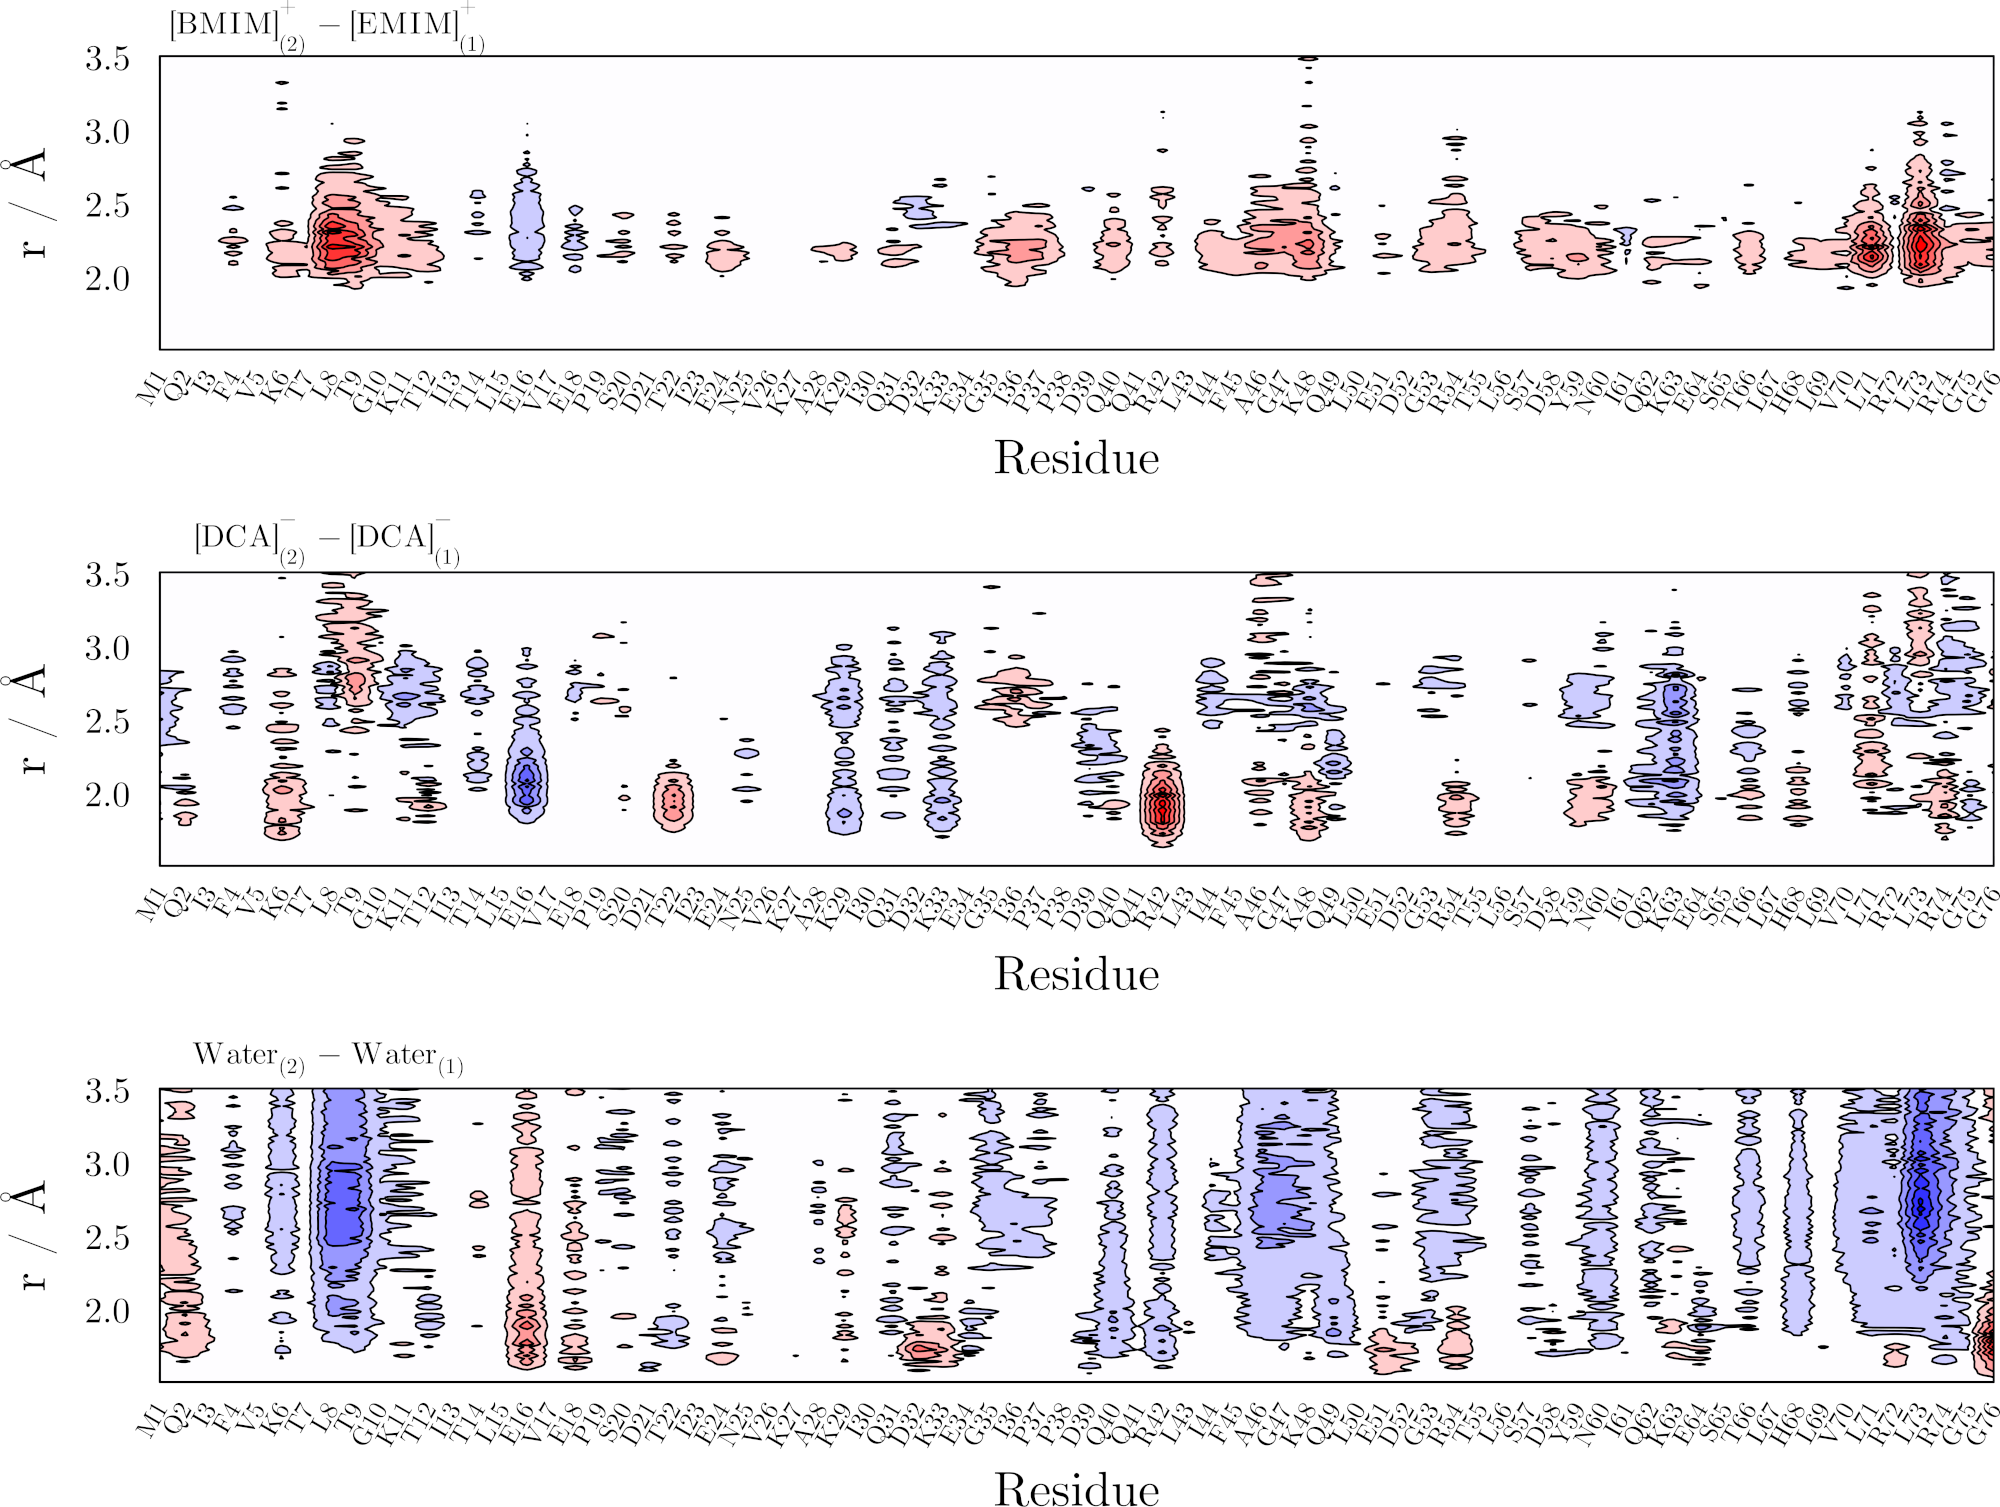 [BMIM]⁺₍₂₎ − [EMIM]⁺₍₁₎
3.5
3.0
2.5
2.0
r / Å
M1 Q2 I3 F4 V5 K6 T7 L8 T9 G10 K11 T12 I13 T14 L15 E16 V17 E18 P19 S20 D21 T22 I23 E24 N25 V26 K27 A28 K29 I30 Q31 D32 K33 E34 G35 I36 P37 P38 D39 Q40 Q41 R42 L43 I44 F45 A46 G47 K48 Q49 L50 E51 D52 G53 R54 T55 L56 S57 D58 Y59 N60 I61 Q62 K63 E64 S65 T66 L67 H68 L69 V70 L71 R72 L73 R74 G75 G76
Residue
[DCA]⁻₍₂₎ − [DCA]⁻₍₁₎
3.5
3.0
2.5
2.0
r / Å
M1 Q2 I3 F4 V5 K6 T7 L8 T9 G10 K11 T12 I13 T14 L15 E16 V17 E18 P19 S20 D21 T22 I23 E24 N25 V26 K27 A28 K29 I30 Q31 D32 K33 E34 G35 I36 P37 P38 D39 Q40 Q41 R42 L43 I44 F45 A46 G47 K48 Q49 L50 E51 D52 G53 R54 T55 L56 S57 D58 Y59 N60 I61 Q62 K63 E64 S65 T66 L67 H68 L69 V70 L71 R72 L73 R74 G75 G76
Residue
Water₍₂₎ − Water₍₁₎
3.5
3.0
2.5
2.0
r / Å
M1 Q2 I3 F4 V5 K6 T7 L8 T9 G10 K11 T12 I13 T14 L15 E16 V17 E18 P19 S20 D21 T22 I23 E24 N25 V26 K27 A28 K29 I30 Q31 D32 K33 E34 G35 I36 P37 P38 D39 Q40 Q41 R42 L43 I44 F45 A46 G47 K48 Q49 L50 E51 D52 G53 R54 T55 L56 S57 D58 Y59 N60 I61 Q62 K63 E64 S65 T66 L67 H68 L69 V70 L71 R72 L73 R74 G75 G76
Residue